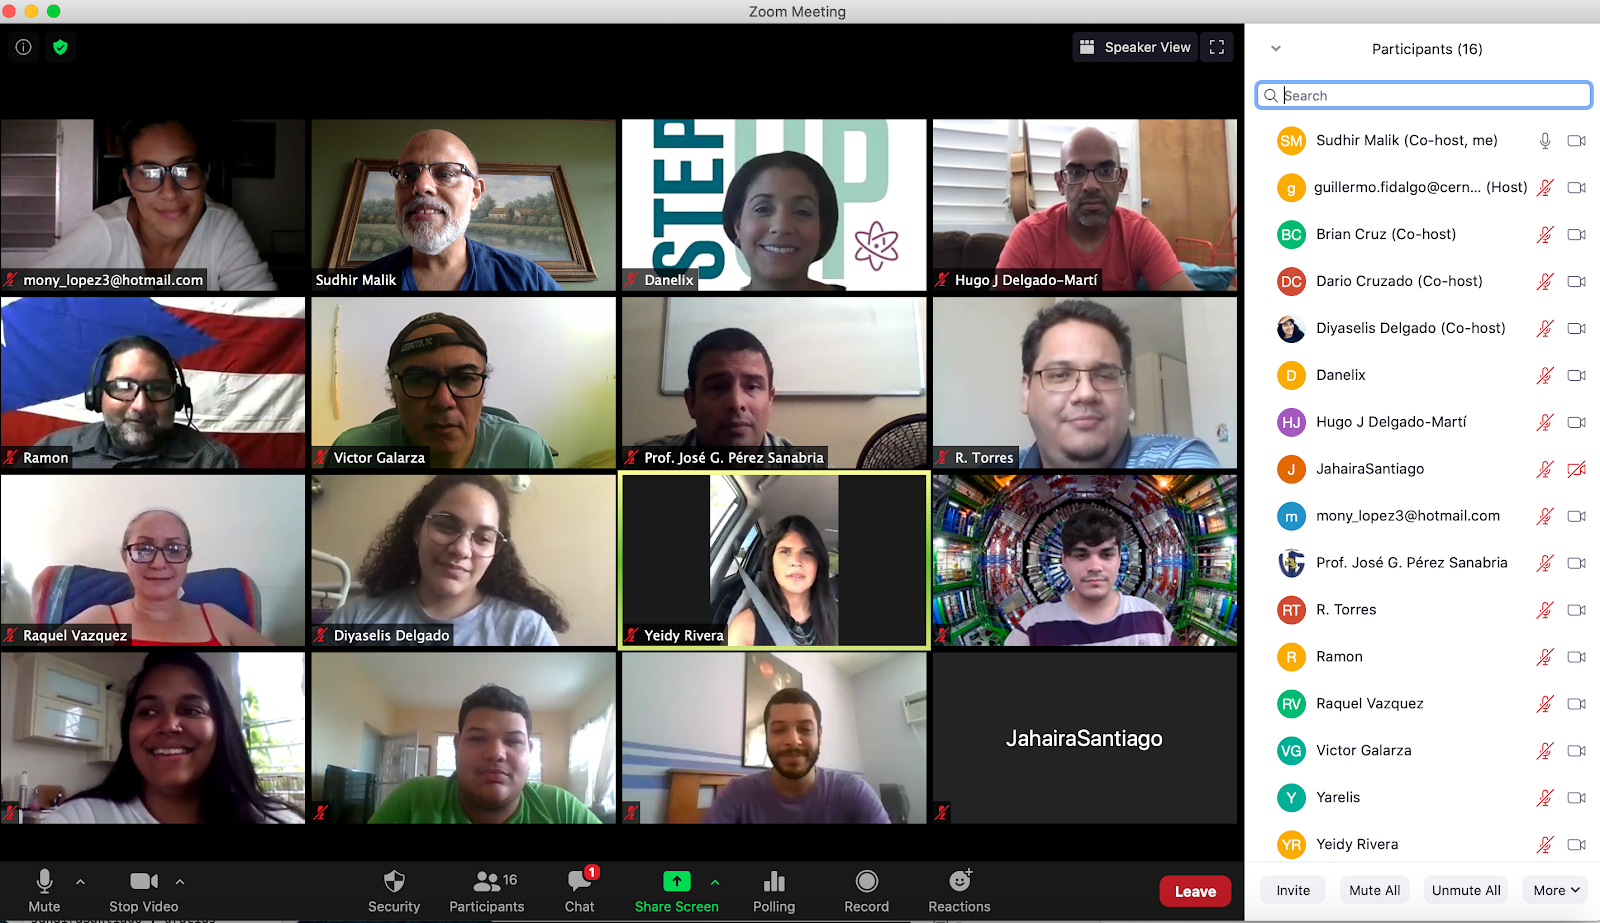 Zoom Meeting
Speaker View
mony_lopez3@hotmail.com
Sudhir Malik
STEP
UP
Danelix
Hugo J Delgado-Martí
Ramon
Victor Galarza
Prof. José G. Pérez Sanabria
R. Torres
Raquel Vazquez
Diyaselis Delgado
Yeidy Rivera
JahairaSantiago
Mute
Stop Video
Security
16
Participants
1
Chat
Share Screen
Polling
Record
Reactions
Leave
Participants (16)
Search
SM Sudhir Malik (Co-host, me)
g guillermo.fidalgo@cern... (Host)
BC Brian Cruz (Co-host)
DC Dario Cruzado (Co-host)
Diyaselis Delgado (Co-host)
D Danelix
HJ Hugo J Delgado-Martí
J JahairaSantiago
m mony_lopez3@hotmail.com
Prof. José G. Pérez Sanabria
RT R. Torres
R Ramon
RV Raquel Vazquez
VG Victor Galarza
Y Yarelis
YR Yeidy Rivera
Invite
Mute All
Unmute All
More